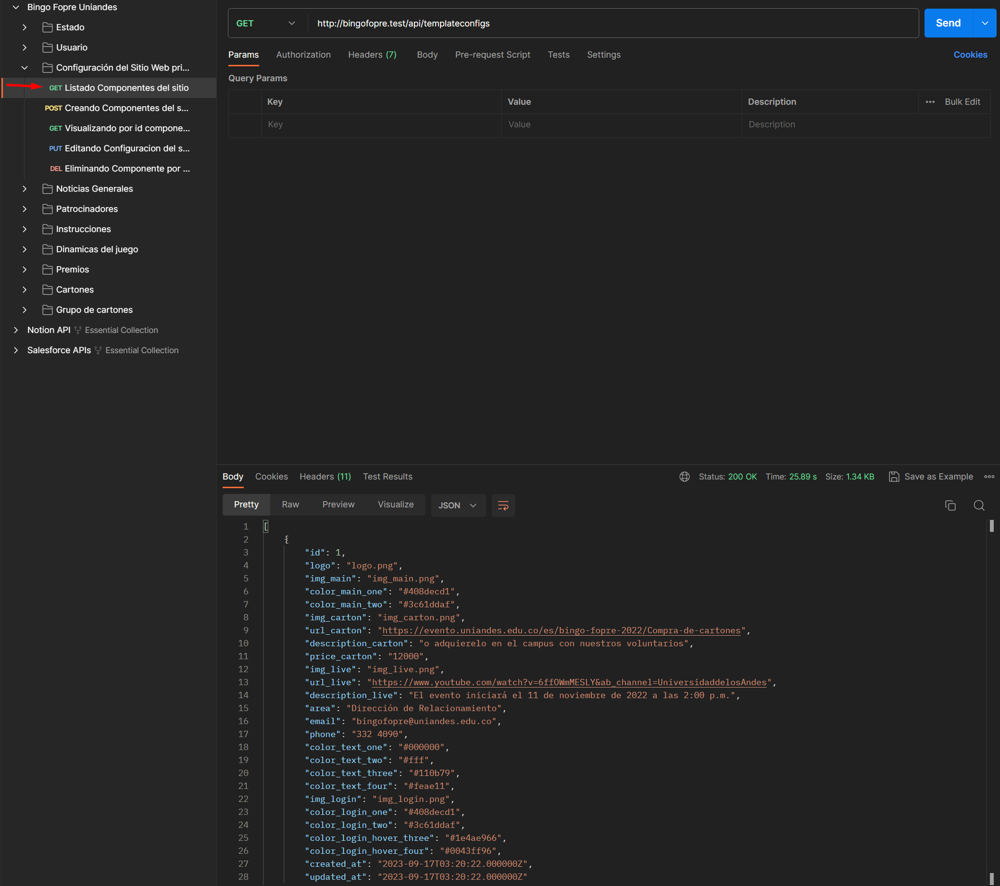 Bingo Fopre Uniandes
Estado
Usuario
Configuración del Sitio Web pri...
GET Listado Componentes del sitio
POST Creando Componentes del s...
GET Visualizando por id compone...
PUT Editando Configuracion del s...
DEL Eliminando Componente por ...
Noticias Generales
Patrocinadores
Instrucciones
Dinamicas del juego
Premios
Cartones
Grupo de cartones
Notion API Essential Collection
Salesforce APIs Essential Collection
GET http://bingofopre.test/api/templateconfigs Send
Params Authorization Headers (7) Body Pre-request Script Tests Settings Cookies
Query Params
Key Value Description ••• Bulk Edit
Key Value Description
Body Cookies Headers (11) Test Results Status: 200 OK Time: 25.89 s Size: 1.34 KB Save as Example
Pretty Raw Preview Visualize JSON
1 [
2 {
3 "id": 1,
4 "logo": "logo.png",
5 "img_main": "img_main.png",
6 "color_main_one": "#408decd1",
7 "color_main_two": "#3c61ddaf",
8 "img_carton": "img_carton.png",
9 "url_carton": "https://evento.uniandes.edu.co/es/bingo-fopre-2022/Compra-de-cartones",
10 "description_carton": "o adquierelo en el campus con nuestros voluntarios",
11 "price_carton": "12000",
12 "img_live": "img_live.png",
13 "url_live": "https://www.youtube.com/watch?v=6ffOWmMESLY&ab_channel=UniversidaddelosAndes",
14 "description_live": "El evento iniciará el 11 de noviembre de 2022 a las 2:00 p.m.",
15 "area": "Dirección de Relacionamiento",
16 "email": "bingofopre@uniandes.edu.co",
17 "phone": "332 4090",
18 "color_text_one": "#000000",
19 "color_text_two": "#fff",
20 "color_text_three": "#110b79",
21 "color_text_four": "#feae11",
22 "img_login": "img_login.png",
23 "color_login_one": "#408decd1",
24 "color_login_two": "#3c61ddaf",
25 "color_login_hover_three": "#1e4ae966",
26 "color_login_hover_four": "#0043ff96",
27 "created_at": "2023-09-17T03:20:22.000000Z",
28 "updated_at": "2023-09-17T03:20:22.000000Z"